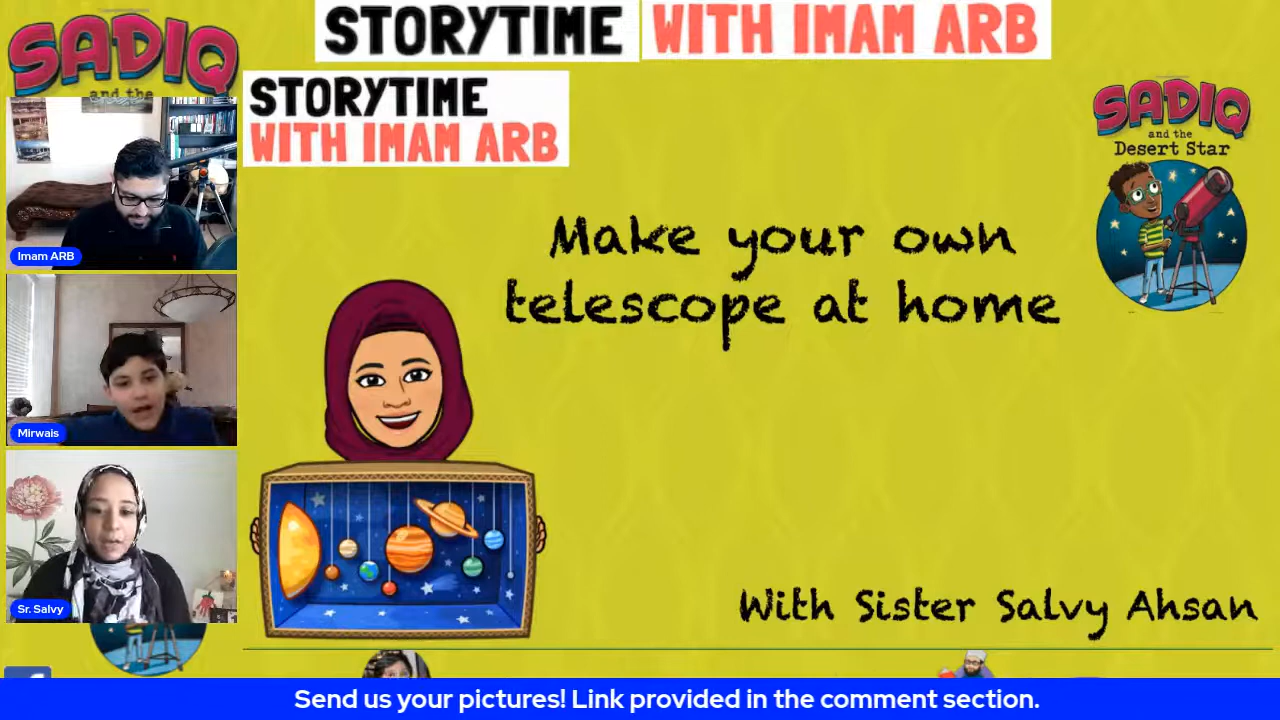 SADIQ
and the
STORYTIME WITH IMAM ARB
STORYTIME
WITH IMAM ARB
SADIQ
and the
Desert Star
Imam ARB
Make your own
telescope at home
Mirwais
Sr. Salvy
With Sister Salvy Ahsan
Send us your pictures! Link provided in the comment section.